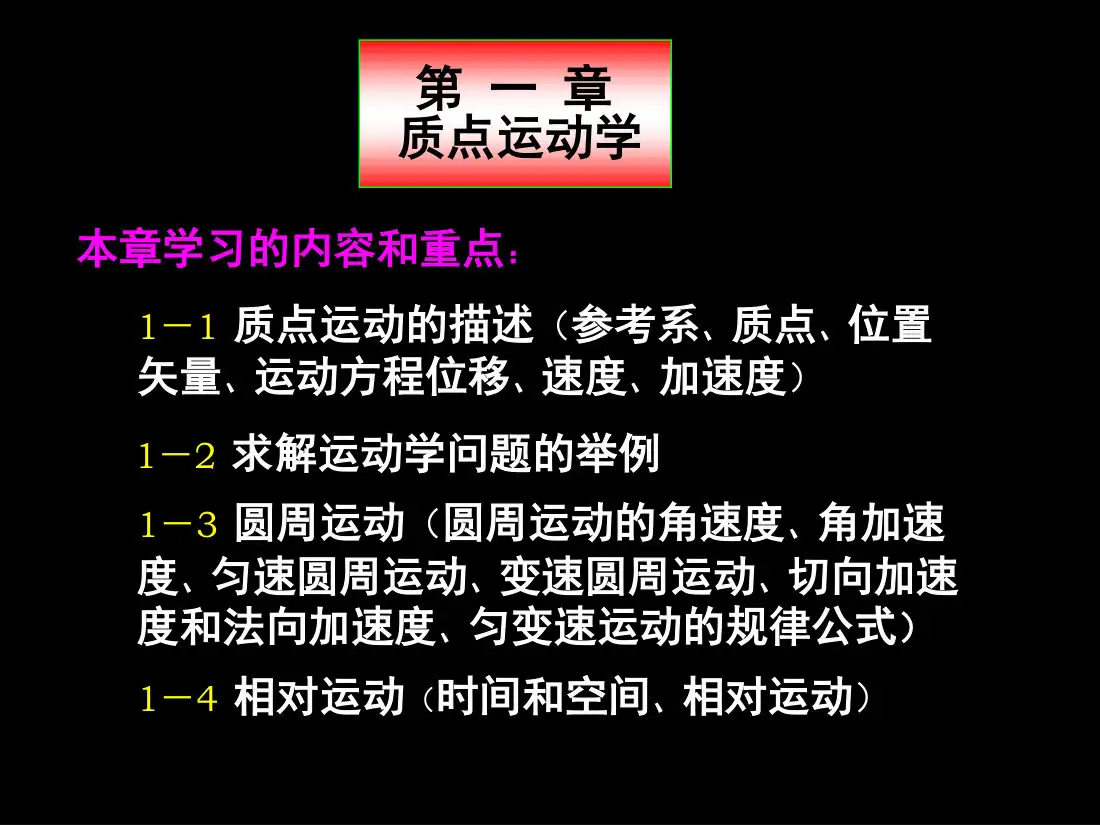 第 一 章
质点运动学
本章学习的内容和重点：
1－1 质点运动的描述（参考系、质点、位置
矢量、运动方程位移、速度、加速度）
1－2 求解运动学问题的举例
1－3 圆周运动（圆周运动的角速度、角加速
度、匀速圆周运动、变速圆周运动、切向加速
度和法向加速度、匀变速运动的规律公式）
1－4 相对运动（时间和空间、相对运动）